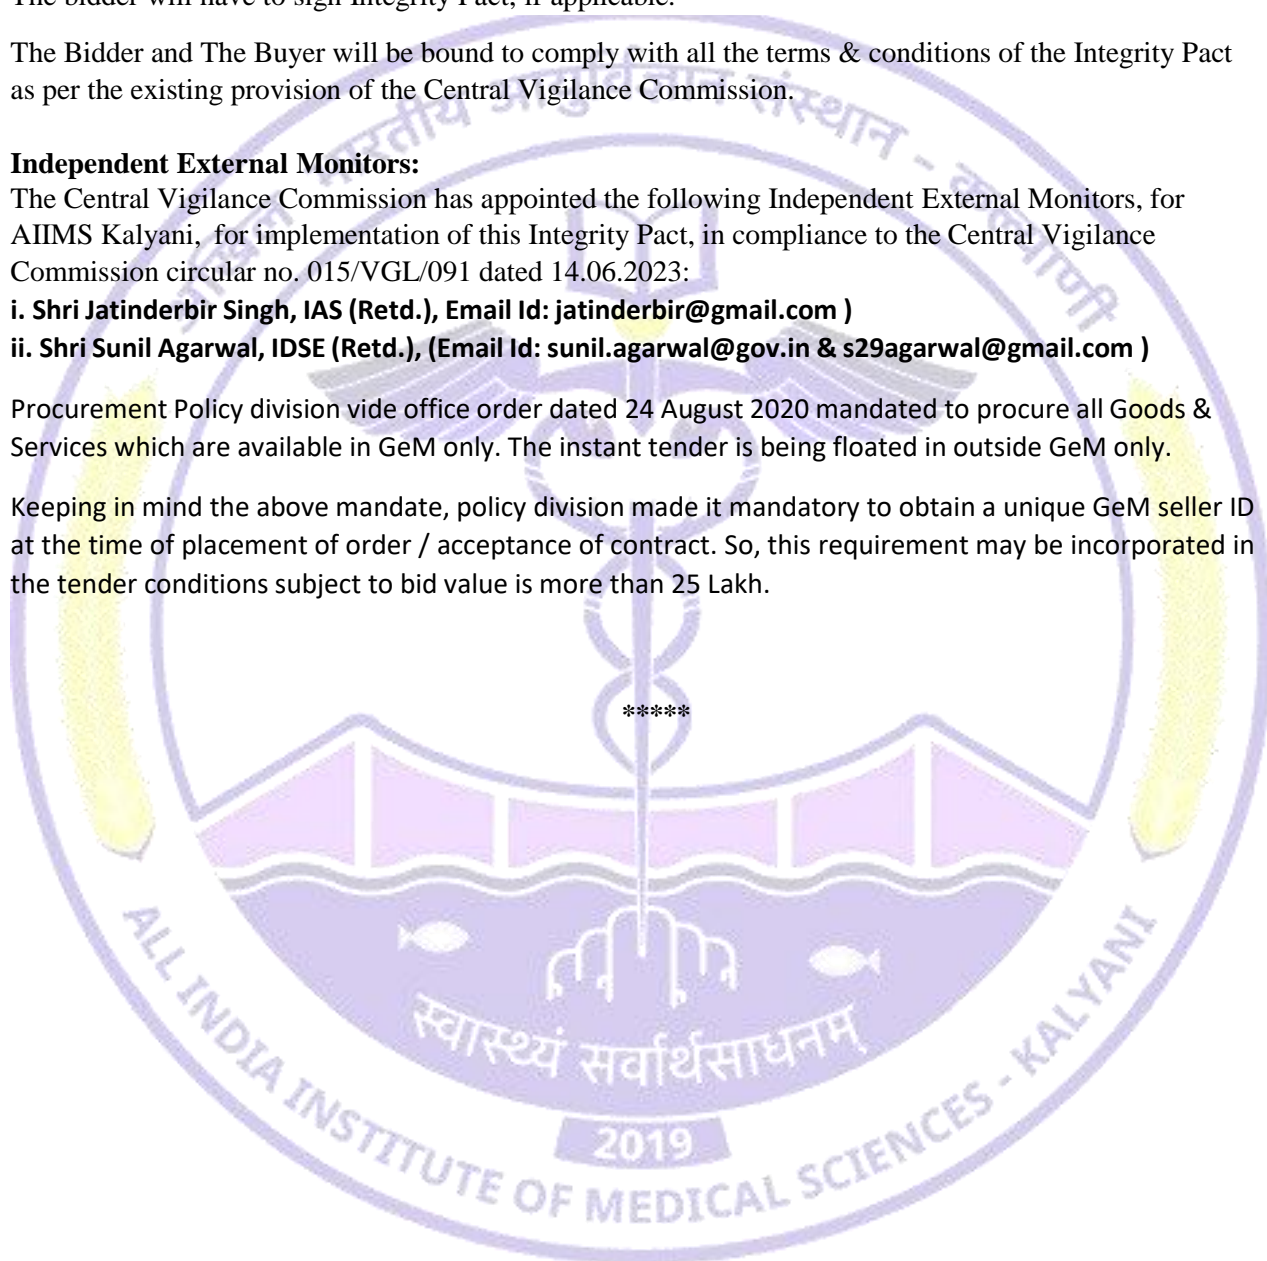 The bidder will have to sign Integrity Pact, if applicable.
The Bidder and The Buyer will be bound to comply with all the terms & conditions of the Integrity Pact
as per the existing provision of the Central Vigilance Commission.
Independent External Monitors:
The Central Vigilance Commission has appointed the following Independent External Monitors, for
AIIMS Kalyani, for implementation of this Integrity Pact, in compliance to the Central Vigilance
Commission circular no. 015/VGL/091 dated 14.06.2023:
i. Shri Jatinderbir Singh, IAS (Retd.), Email Id: jatinderbir@gmail.com )
ii. Shri Sunil Agarwal, IDSE (Retd.), (Email Id: sunil.agarwal@gov.in & s29agarwal@gmail.com )
Procurement Policy division vide office order dated 24 August 2020 mandated to procure all Goods &
Services which are available in GeM only. The instant tender is being floated in outside GeM only.
Keeping in mind the above mandate, policy division made it mandatory to obtain a unique GeM seller ID
at the time of placement of order / acceptance of contract. So, this requirement may be incorporated in
the tender conditions subject to bid value is more than 25 Lakh.
*****
अखिल भारतीय आयुर्विज्ञान संस्थान - कल्याणी
स्वास्थ्यं सर्वार्थसाधनम्
2019
ALL INDIA INSTITUTE OF MEDICAL SCIENCES - KALYANI